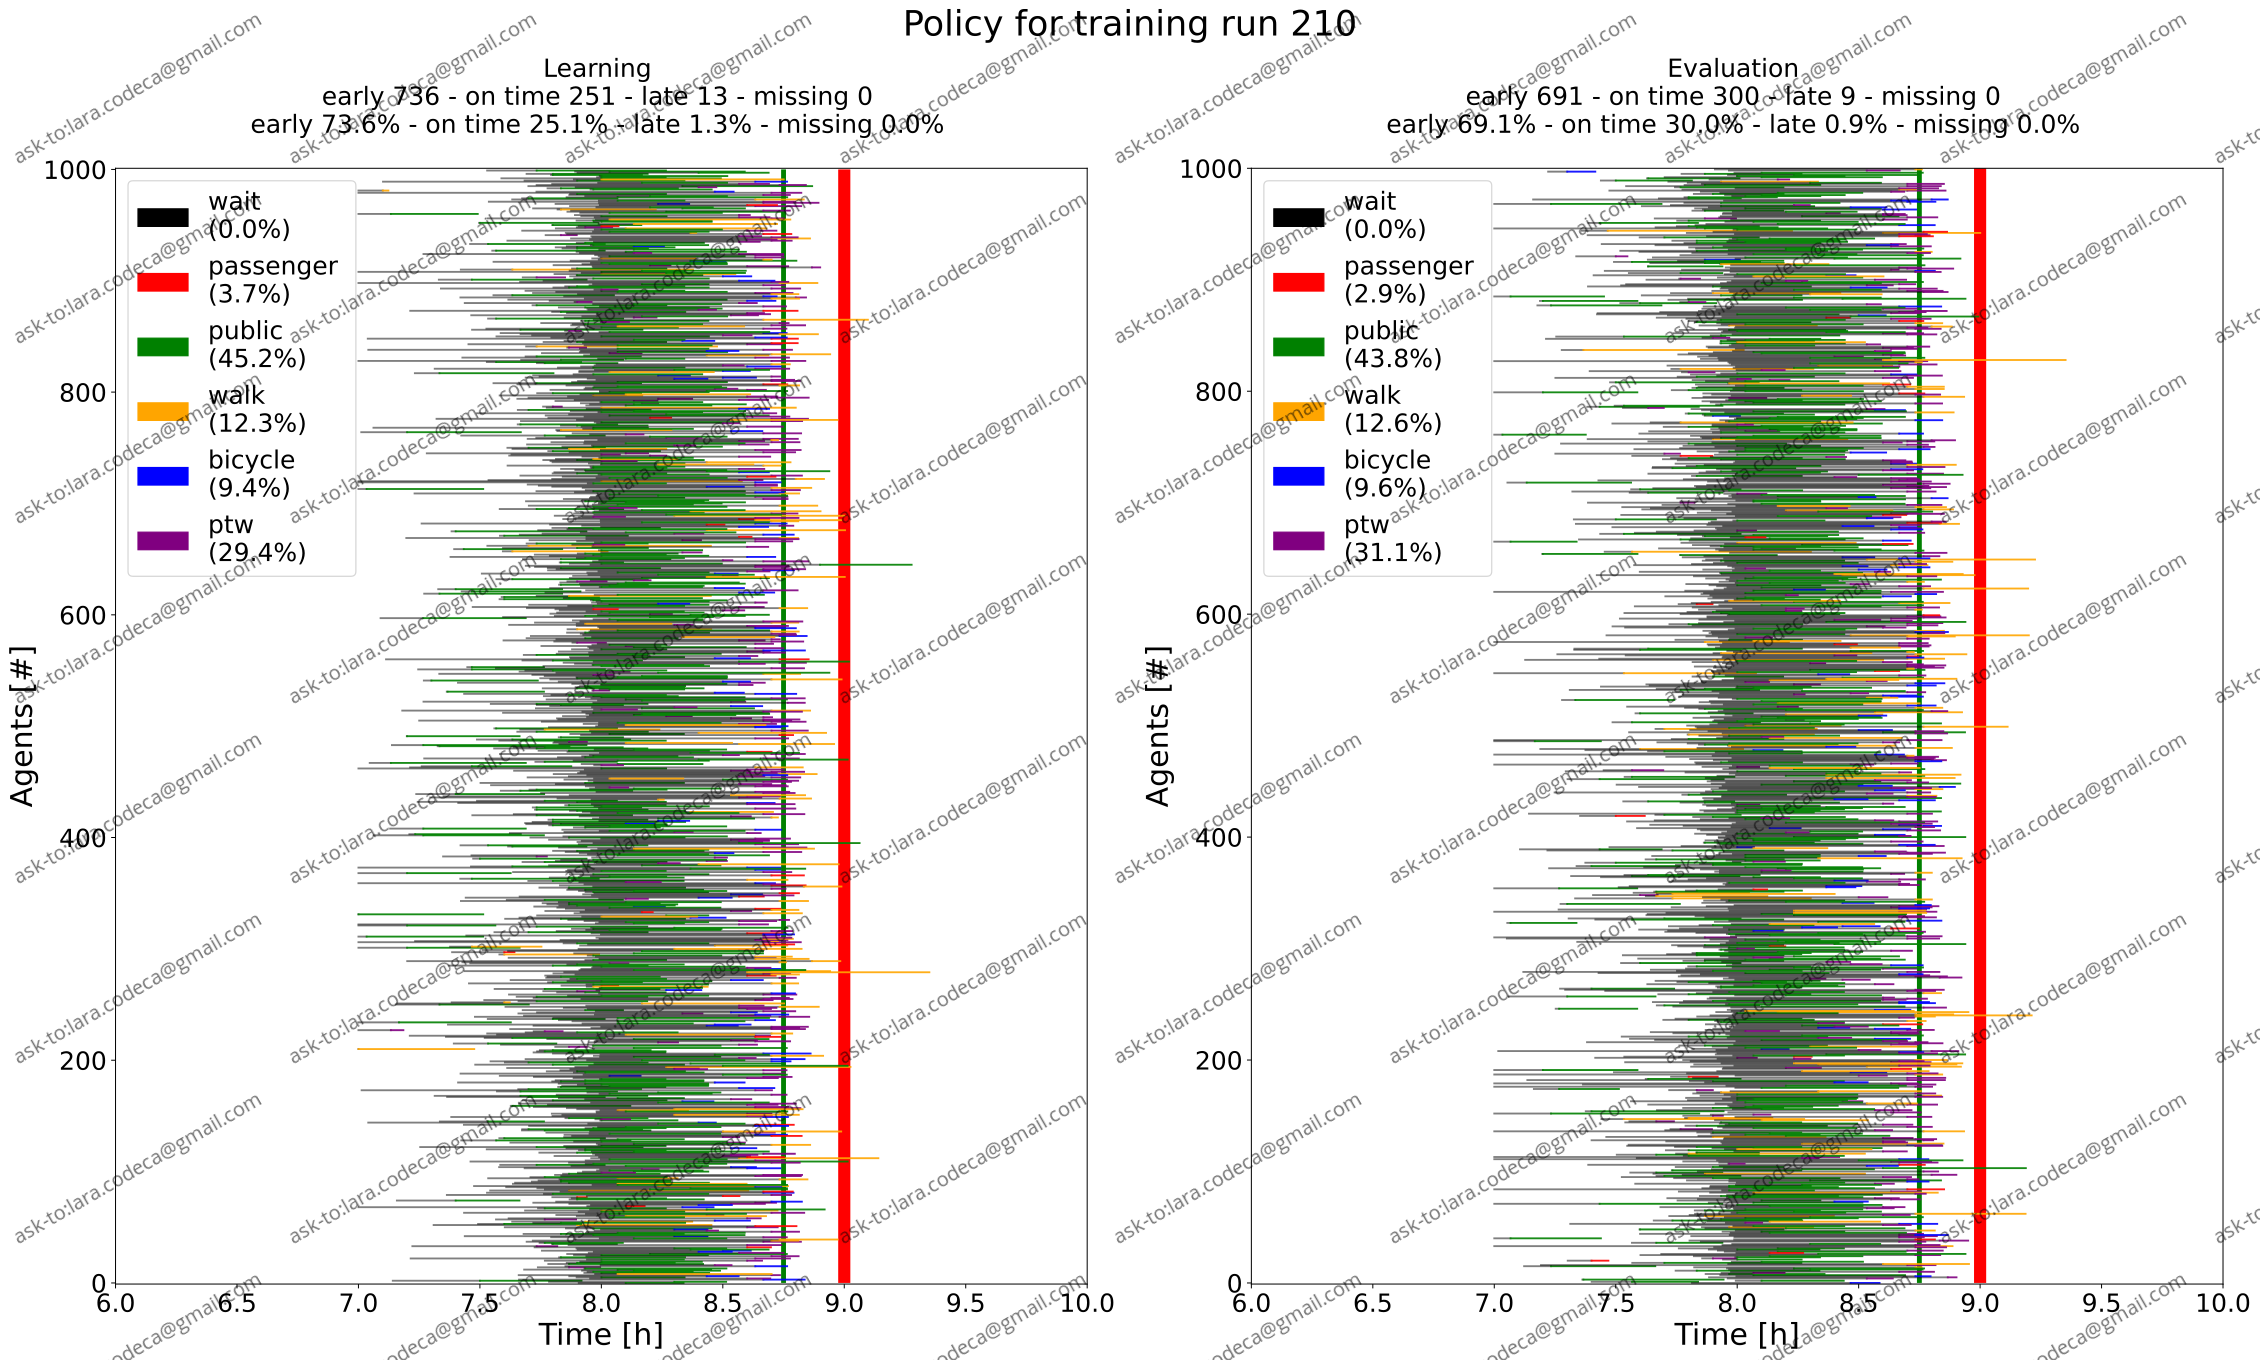 Policy for training run 210
Learning
early 736 - on time 251 - late 13 - missing 0
early 73.6% - on time 25.1% - late 1.3% - missing 0.0%
1000
800
600
400
200
0
Agents [#]
wait
(0.0%)
passenger
(3.7%)
public
(45.2%)
walk
(12.3%)
bicycle
(9.4%)
ptw
(29.4%)
6.0 6.5 7.0 7.5 8.0 8.5 9.0 9.5 10.0
Time [h]
Evaluation
early 691 - on time 300 - late 9 - missing 0
early 69.1% - on time 30.0% - late 0.9% - missing 0.0%
1000
800
600
400
200
0
Agents [#]
wait
(0.0%)
passenger
(2.9%)
public
(43.8%)
walk
(12.6%)
bicycle
(9.6%)
ptw
(31.1%)
6.0 6.5 7.0 7.5 8.0 8.5 9.0 9.5 10.0
Time [h]
ask-to:lara.codeca@gmail.com